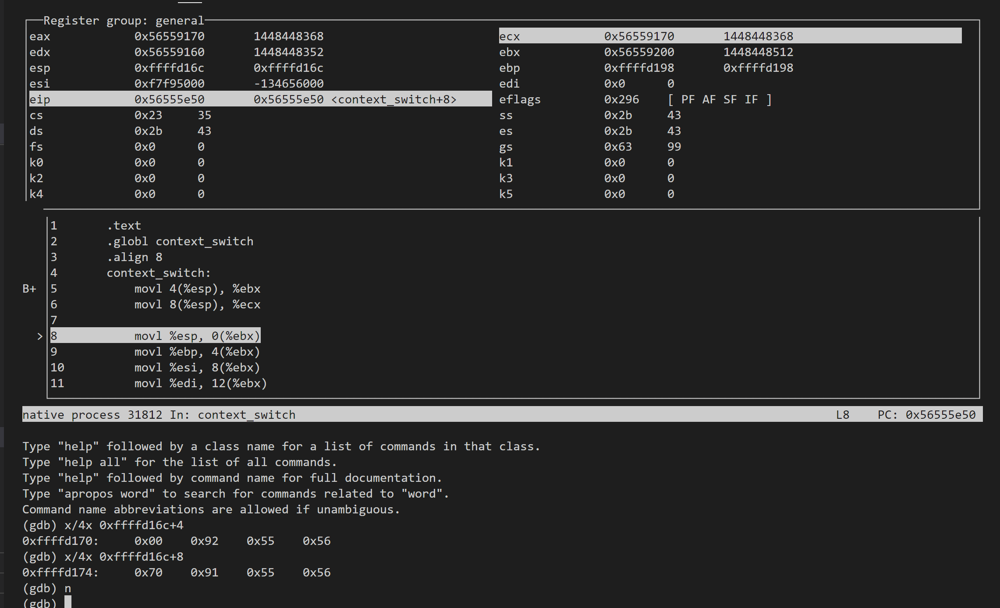 Register group: general
eax 0x56559170 1448448368 ecx 0x56559170 1448448368
edx 0x56559160 1448448352 ebx 0x56559200 1448448512
esp 0xffffd16c 0xffffd16c ebp 0xffffd198 0xffffd198
esi 0xf7f95000 -134656000 edi 0x0 0
eip 0x56555e50 0x56555e50 <context_switch+8> eflags 0x296 [ PF AF SF IF ]
cs 0x23 35 ss 0x2b 43
ds 0x2b 43 es 0x2b 43
fs 0x0 0 gs 0x63 99
k0 0x0 0 k1 0x0 0
k2 0x0 0 k3 0x0 0
k4 0x0 0 k5 0x0 0
1 .text
2 .globl context_switch
3 .align 8
4 context_switch:
B+ 5 movl 4(%esp), %ebx
6 movl 8(%esp), %ecx
7
> 8 movl %esp, 0(%ebx)
9 movl %ebp, 4(%ebx)
10 movl %esi, 8(%ebx)
11 movl %edi, 12(%ebx)
native process 31812 In: context_switch L8 PC: 0x56555e50
Type "help" followed by a class name for a list of commands in that class.
Type "help all" for the list of all commands.
Type "help" followed by command name for full documentation.
Type "apropos word" to search for commands related to "word".
Command name abbreviations are allowed if unambiguous.
(gdb) x/4x 0xffffd16c+4
0xffffd170: 0x00 0x92 0x55 0x56
(gdb) x/4x 0xffffd16c+8
0xffffd174: 0x70 0x91 0x55 0x56
(gdb) n
(gdb)